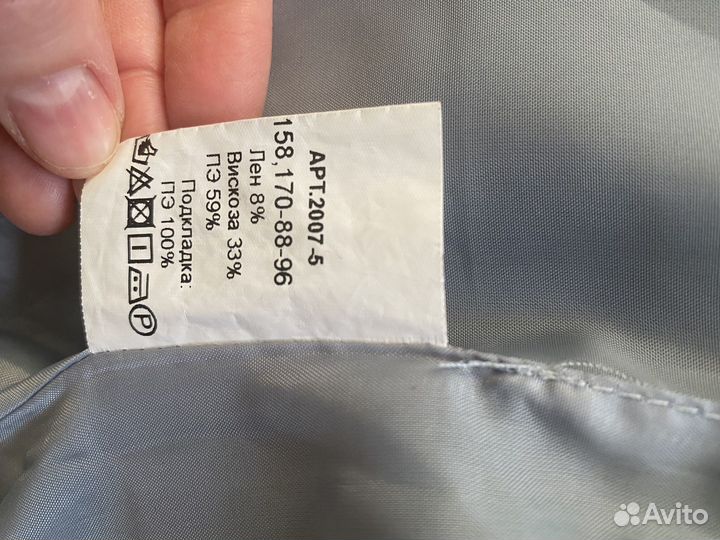 АРТ.2007-5
158,170-88-96
Лен 8%
Вискоза 33%
ПЭ 59%
Подкладка:
ПЭ 100%
P
Avito